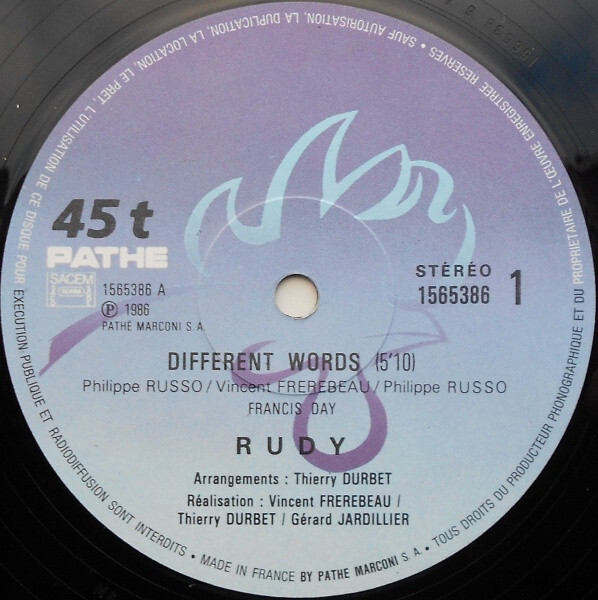 45 t
PATHE
SACEM
1565386 A
℗ 1986
PATHÉ MARCONI S.A.
STÉRÉO
1565386 1
DIFFERENT WORDS (5'10)
Philippe RUSSO / Vincent FREREBEAU / Philippe RUSSO
FRANCIS DAY
RUDY
Arrangements : Thierry DURBET
Réalisation : Vincent FREREBEAU /
Thierry DURBET / Gérard JARDILLIER
• MADE IN FRANCE BY PATHE MARCONI S.A. • TOUS DROITS DU PRODUCTEUR PHONOGRAPHIQUE ET DU PROPRIETAIRE DE L'ŒUVRE ENREGISTREE RESERVES • SAUF AUTORISATION, LA DUPLICATION, LA LOCATION, LE PRET, L'UTILISATION DE CE DISQUE POUR EXECUTION PUBLIQUE ET RADIODIFFUSION SONT INTERDITS